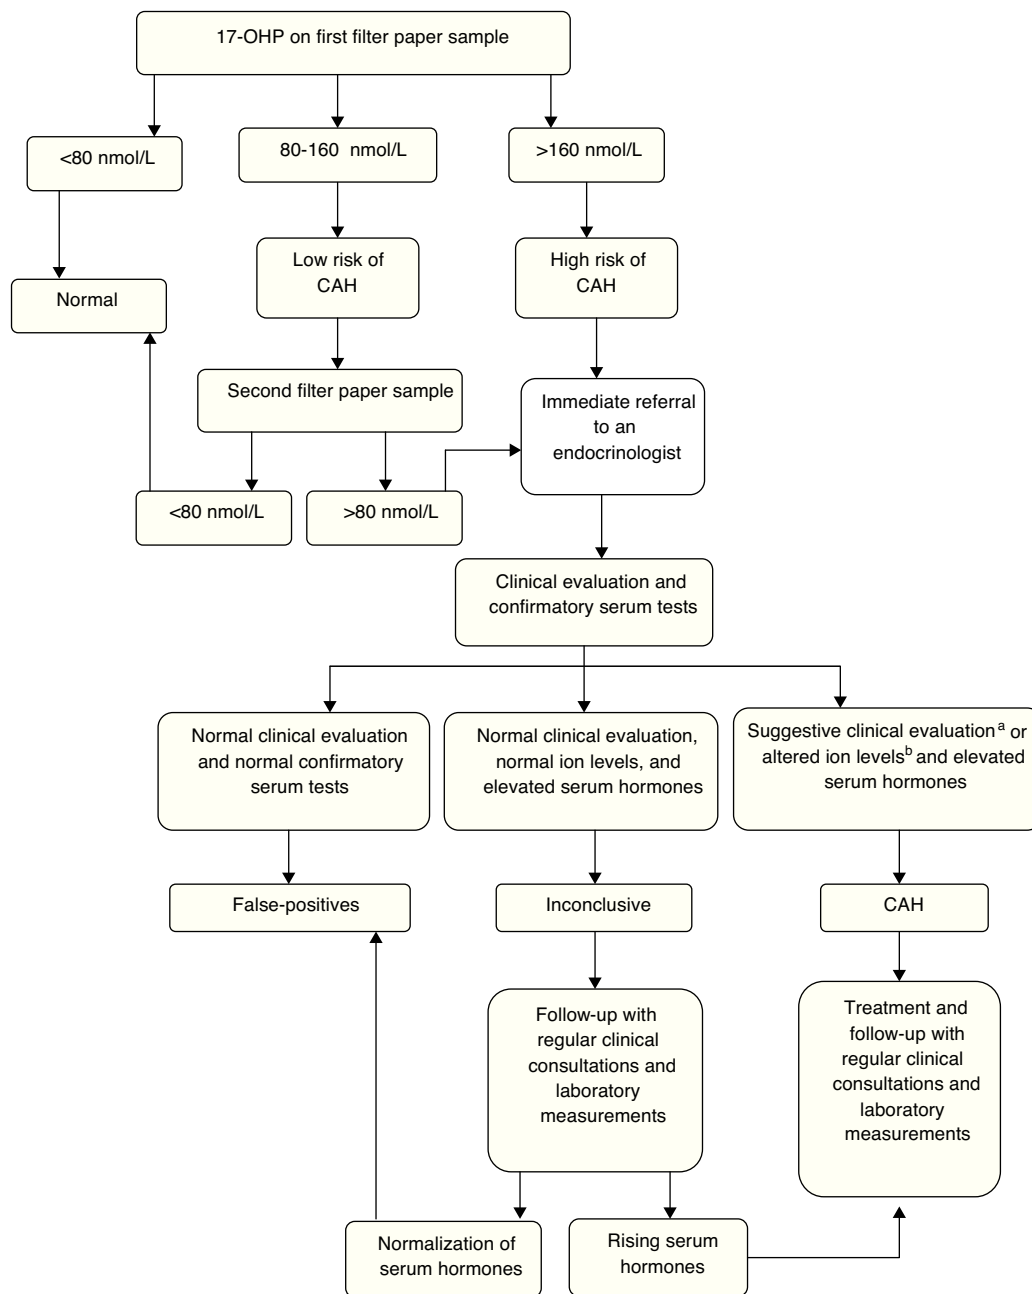 17-OHP on first filter paper sample
<80 nmol/L
80-160 nmol/L
>160 nmol/L
Normal
Low risk of
CAH
High risk of
CAH
Second filter paper sample
Immediate referral
to an
endocrinologist
<80 nmol/L
>80 nmol/L
Clinical evaluation and
confirmatory serum tests
Normal clinical evaluation
and normal confirmatory
serum tests
Normal clinical evaluation,
normal ion levels, and
elevated serum hormones
Suggestive clinical evaluation a or
altered ion levels b and elevated
serum hormones
False-positives
Inconclusive
CAH
Follow-up with
regular clinical
consultations and
laboratory
measurements
Treatment and
follow-up with
regular clinical
consultations and
laboratory
measurements
Normalization of
serum hormones
Rising serum
hormones